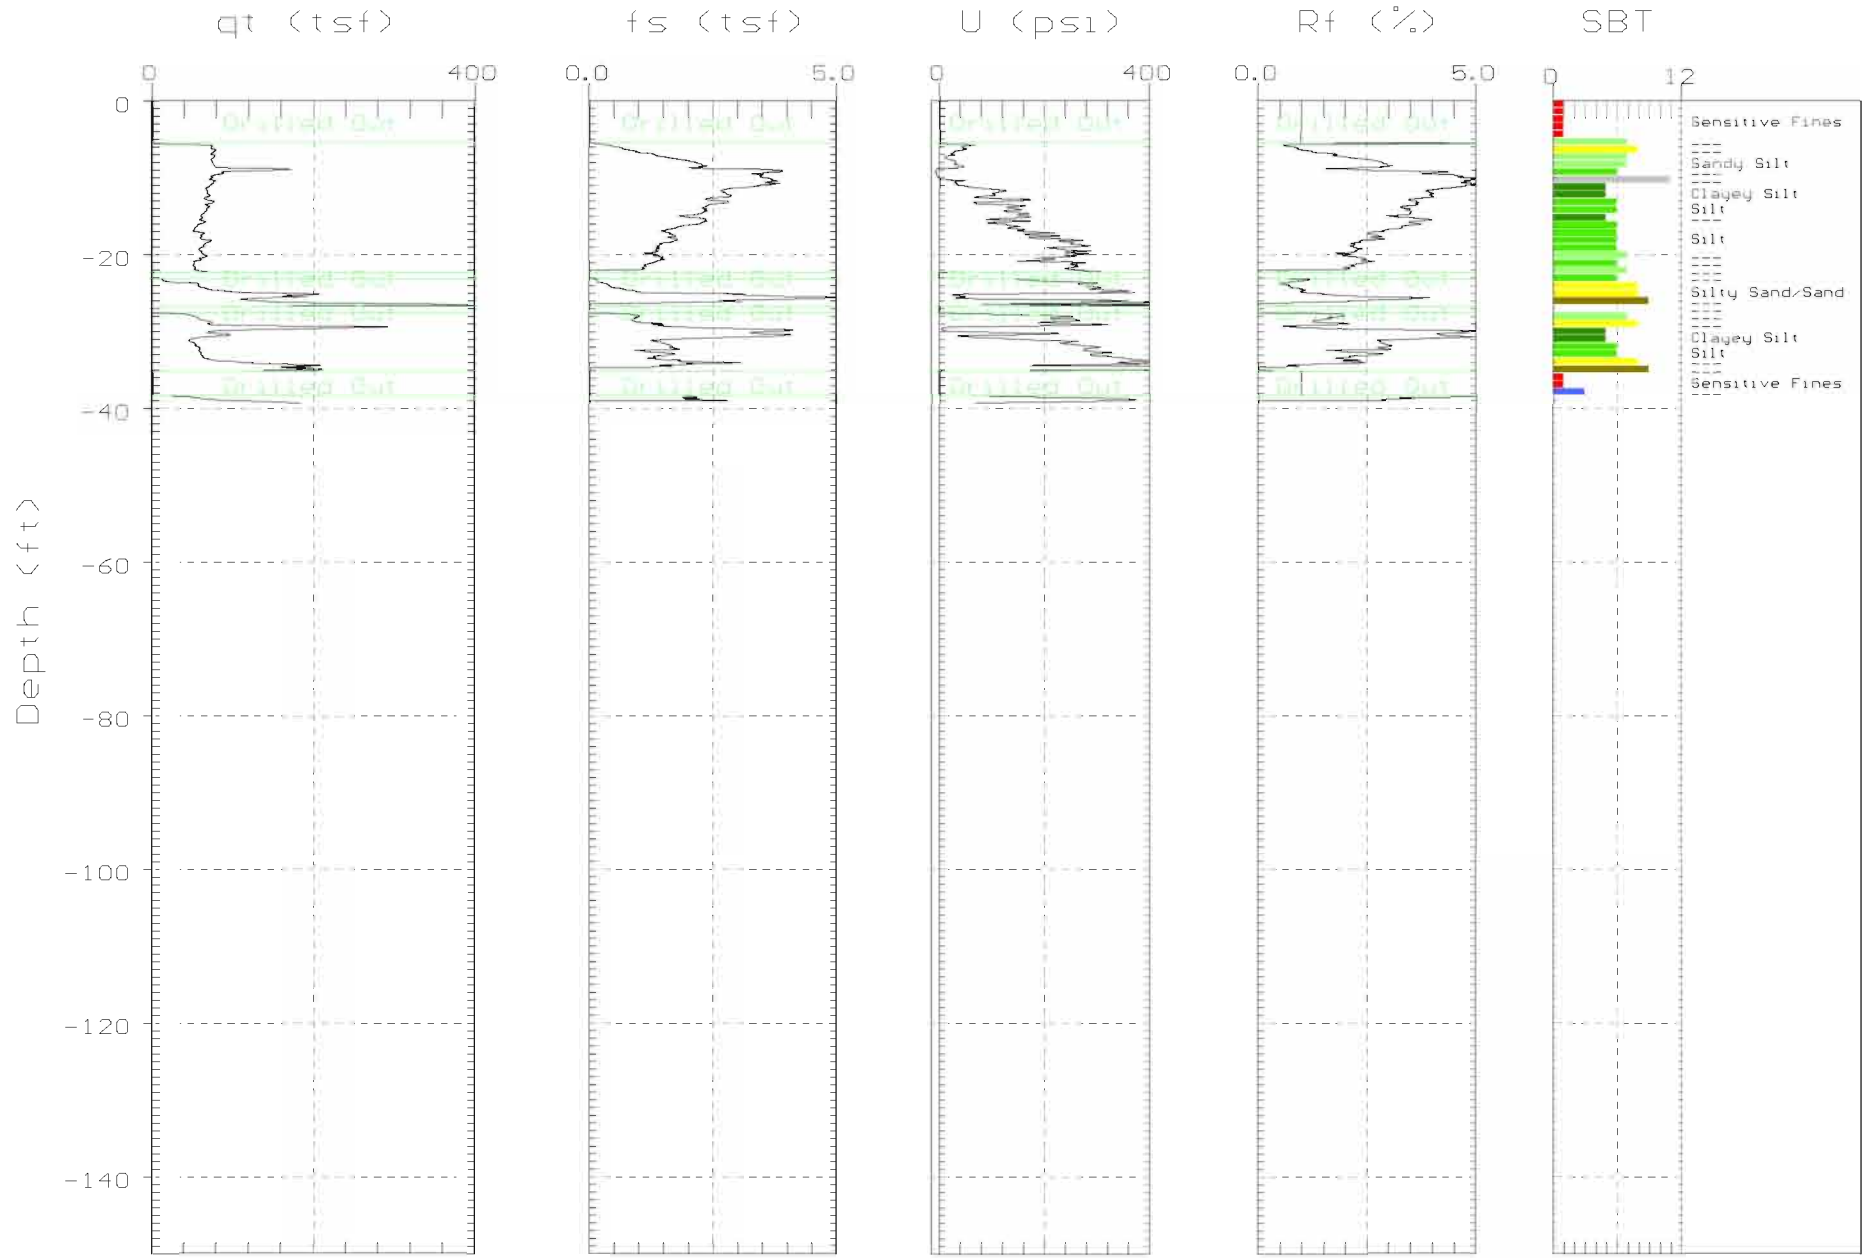 qt (tsf) fs (tsf) U (psi) Rf (%) SBT
0 400 0.0 5.0 0 400 0.0 5.0 0 12
0
Drilled Out Drilled Out Drilled Out Drilled Out
Sensitive Fines
---
Sandy Silt
---
Clayey Silt
Silt
---
Silt
-20
---
Drilled Out Drilled Out Drilled Out Drilled Out
---
Silty Sand/Sand
---
Drilled Out Drilled Out Drilled Out Drilled Out
---
Clayey Silt
Silt
---
Drilled Out Drilled Out Drilled Out Drilled Out
Sensitive Fines
---
-40
Depth (ft)
-60
-80
-100
-120
-140